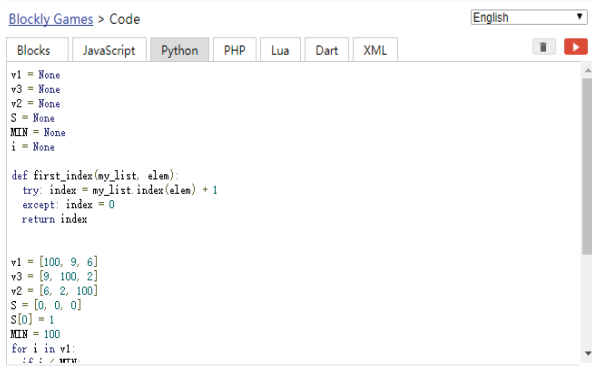 Blockly Games > Code
English
Blocks JavaScript Python PHP Lua Dart XML
v1 = None
v3 = None
v2 = None
S = None
MIN = None
i = None
def first_index(my_list, elem):
try: index = my_list.index(elem) + 1
except: index = 0
return index
v1 = [100, 9, 6]
v3 = [9, 100, 2]
v2 = [6, 2, 100]
S = [0, 0, 0]
S[0] = 1
MIN = 100
for i in v1:
if i < MIN: